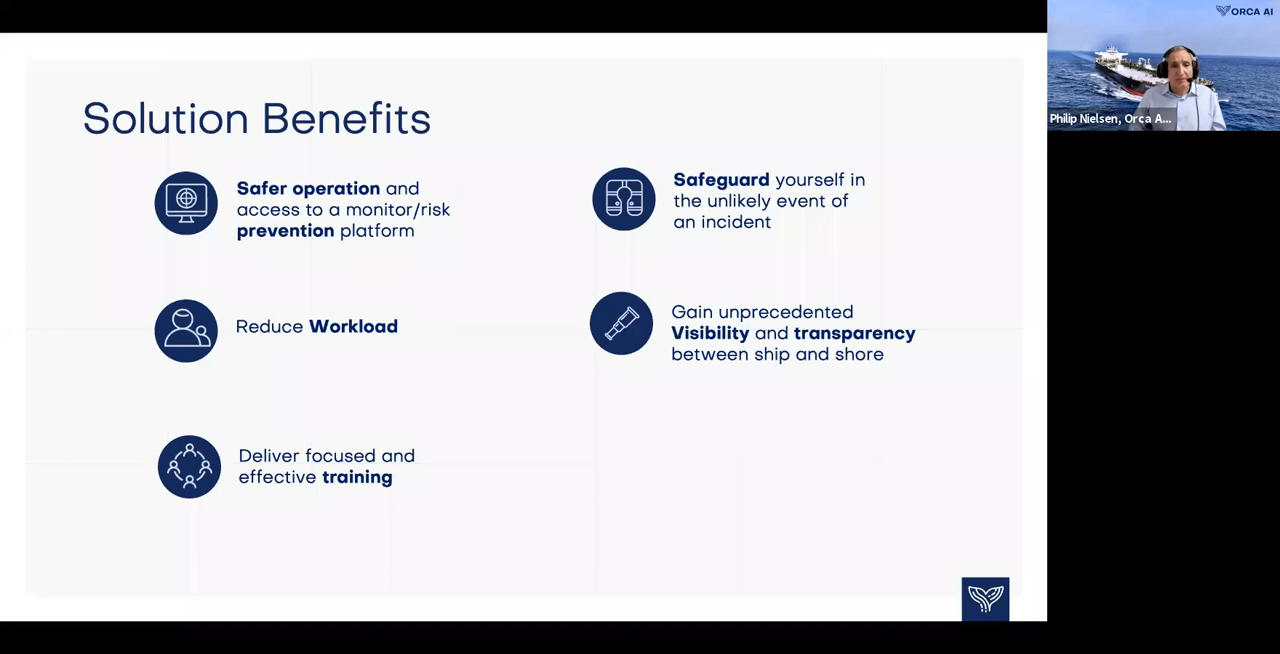 Solution Benefits
Safer operation and
access to a monitor/risk
prevention platform
Reduce Workload
Deliver focused and
effective training
Safeguard yourself in
the unlikely event of
an incident
Gain unprecedented
Visibility and transparency
between ship and shore
ORCA AI
Philip Nielsen, Orca A...